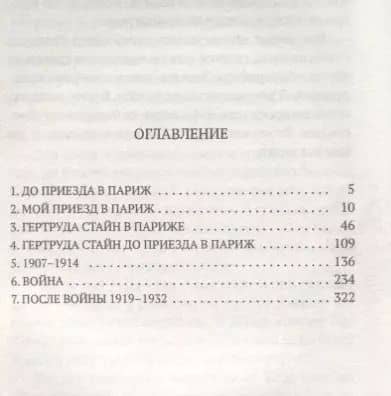 ОГЛАВЛЕНИЕ
1. ДО ПРИЕЗДА В ПАРИЖ ............................ 5
2. МОЙ ПРИЕЗД В ПАРИЖ ............................ 10
3. ГЕРТРУДА СТАЙН В ПАРИЖЕ ....................... 46
4. ГЕРТРУДА СТАЙН ДО ПРИЕЗДА В ПАРИЖ ............. 109
5. 1907–1914 ..................................... 136
6. ВОЙНА ......................................... 234
7. ПОСЛЕ ВОЙНЫ 1919–1932 ......................... 322